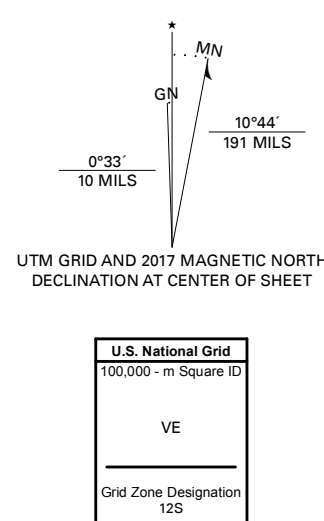 ★
MN
GN
0°33´
10 MILS
10°44´
191 MILS
UTM GRID AND 2017 MAGNETIC NORTH
DECLINATION AT CENTER OF SHEET
U.S. National Grid
100,000 - m Square ID
VE
Grid Zone Designation
12S